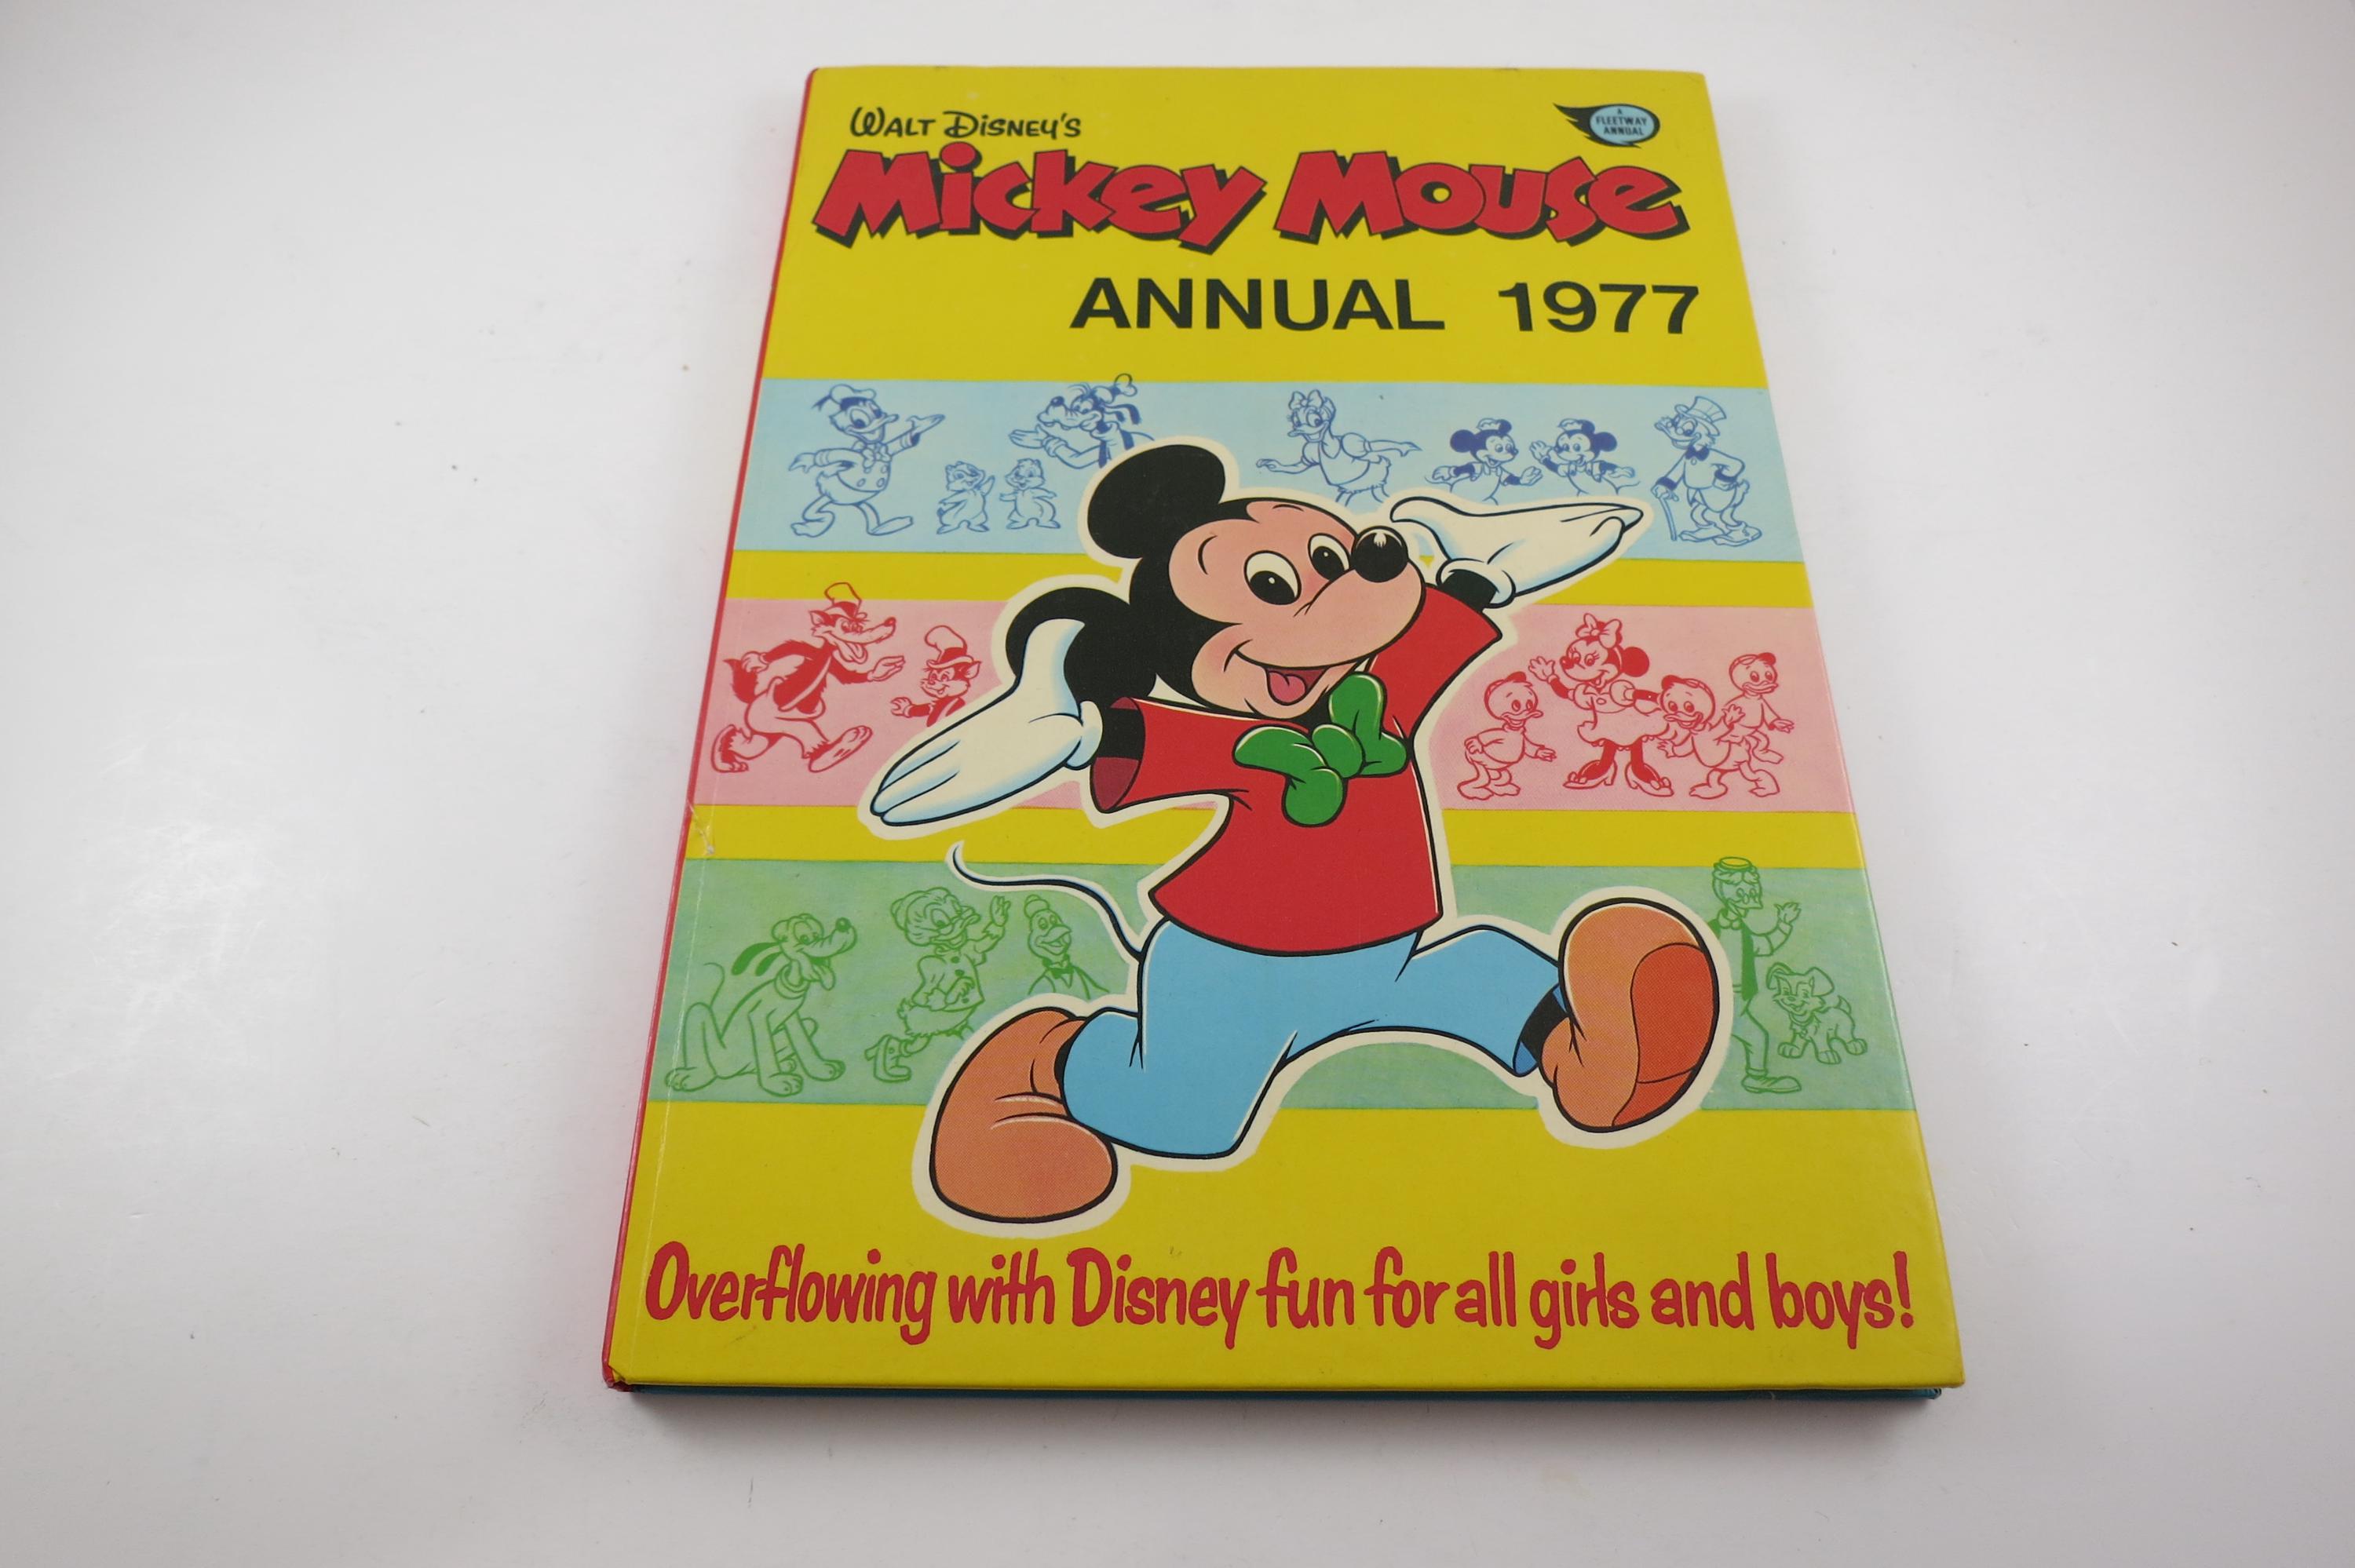 WALT DISNEY'S
A
FLEETWAY
ANNUAL
Mickey Mouse
ANNUAL 1977
Overflowing with Disney fun for all girls and boys!